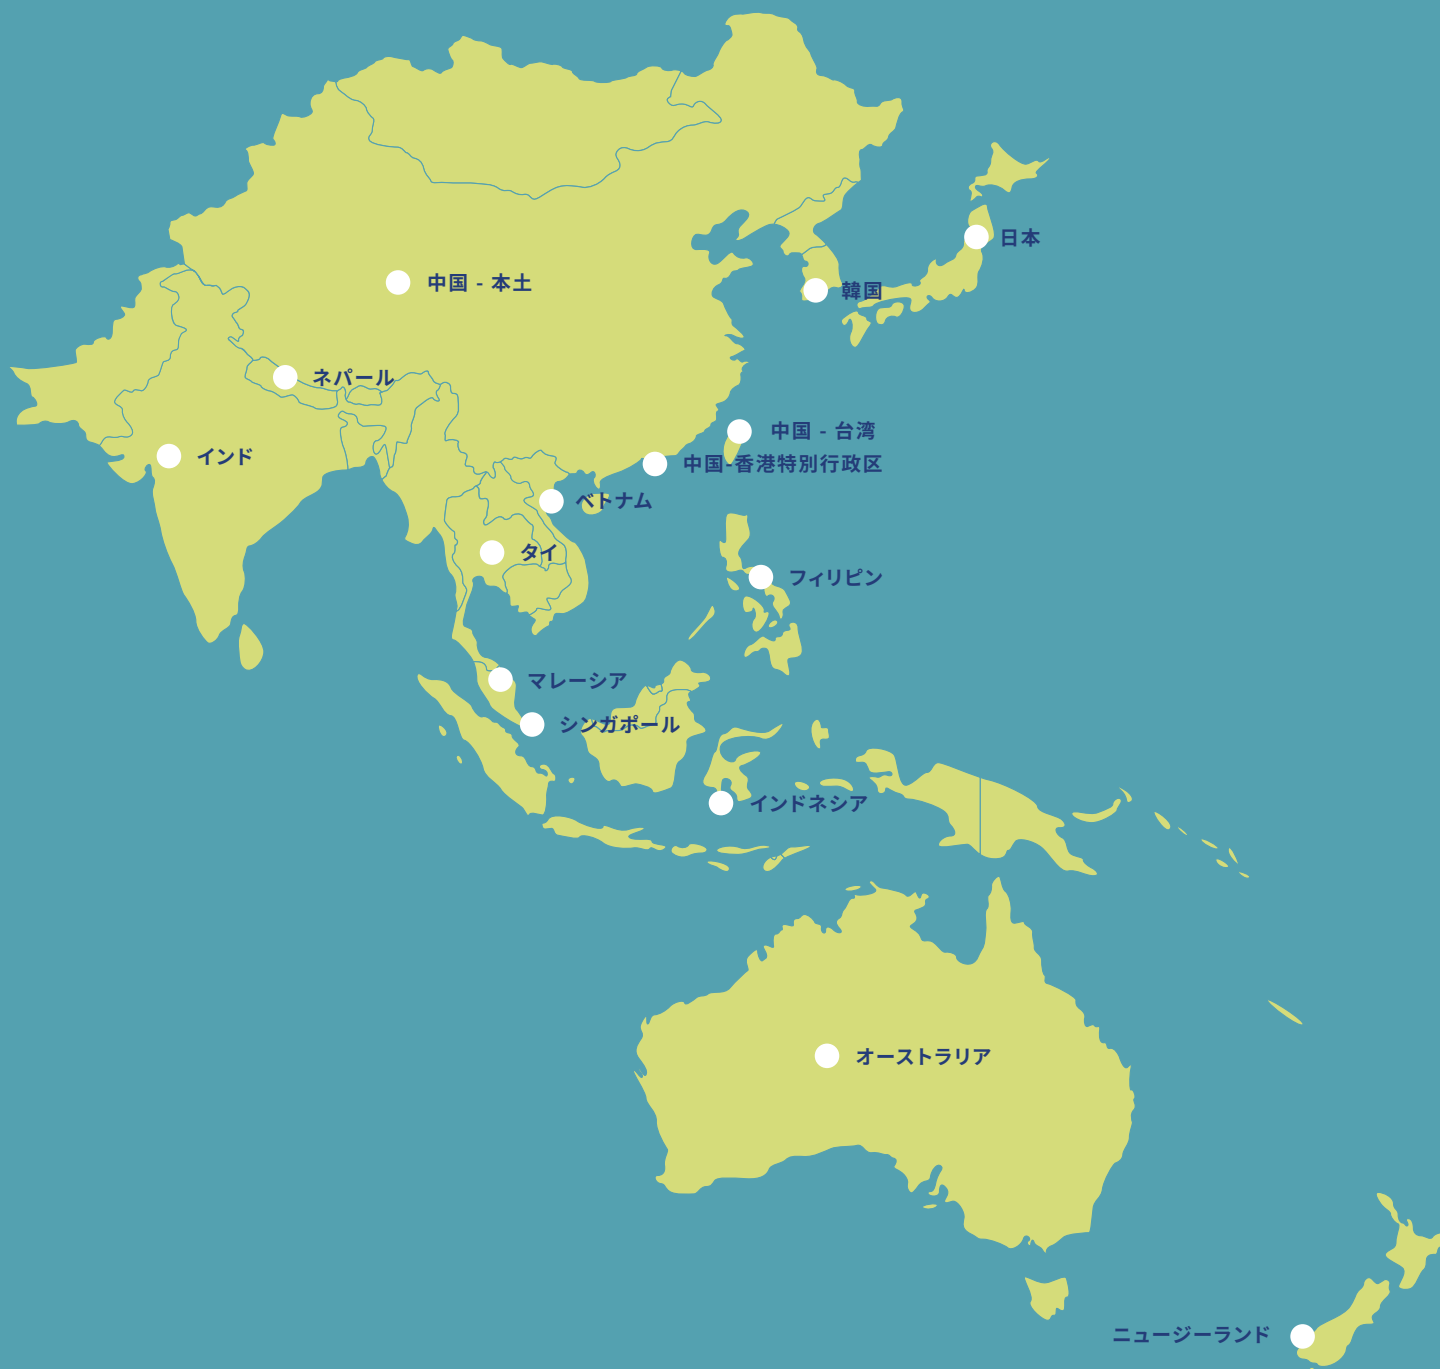 日本
中国 - 本土
韓国
ネパール
中国 - 台湾
インド
中国-香港特別行政区
ベトナム
タイ
フィリピン
マレーシア
シンガポール
インドネシア
オーストラリア
ニュージーランド